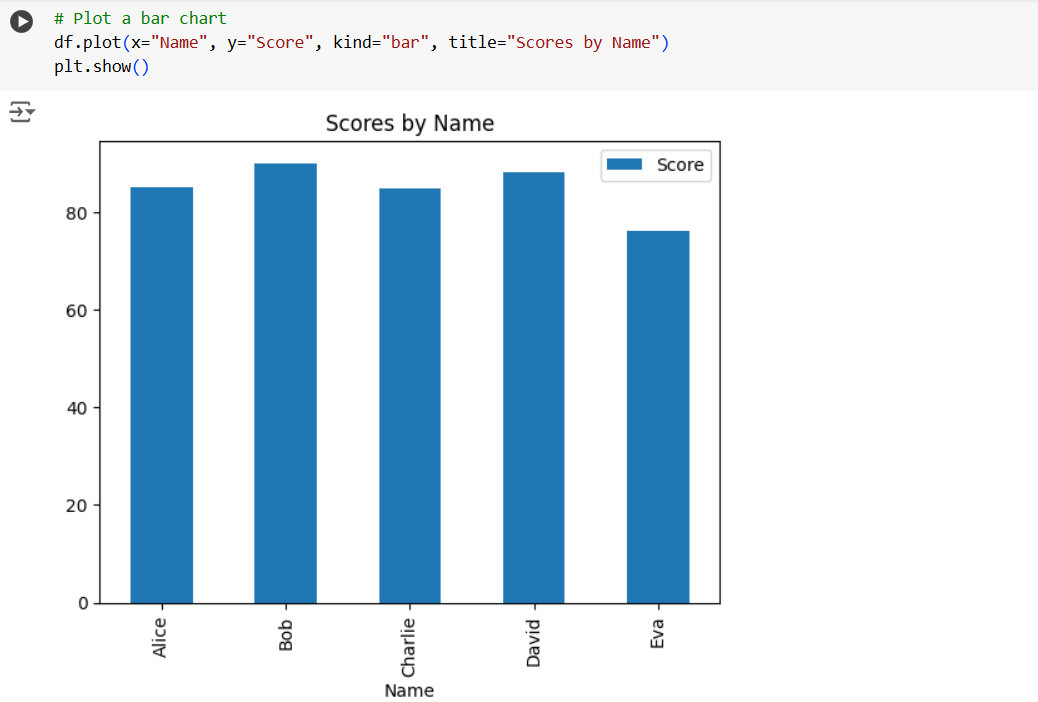 # Plot a bar chart
df.plot(x="Name", y="Score", kind="bar", title="Scores by Name")
plt.show()
Scores by Name
Score
80
60
40
20
0
Alice
Bob
Charlie
David
Eva
Name